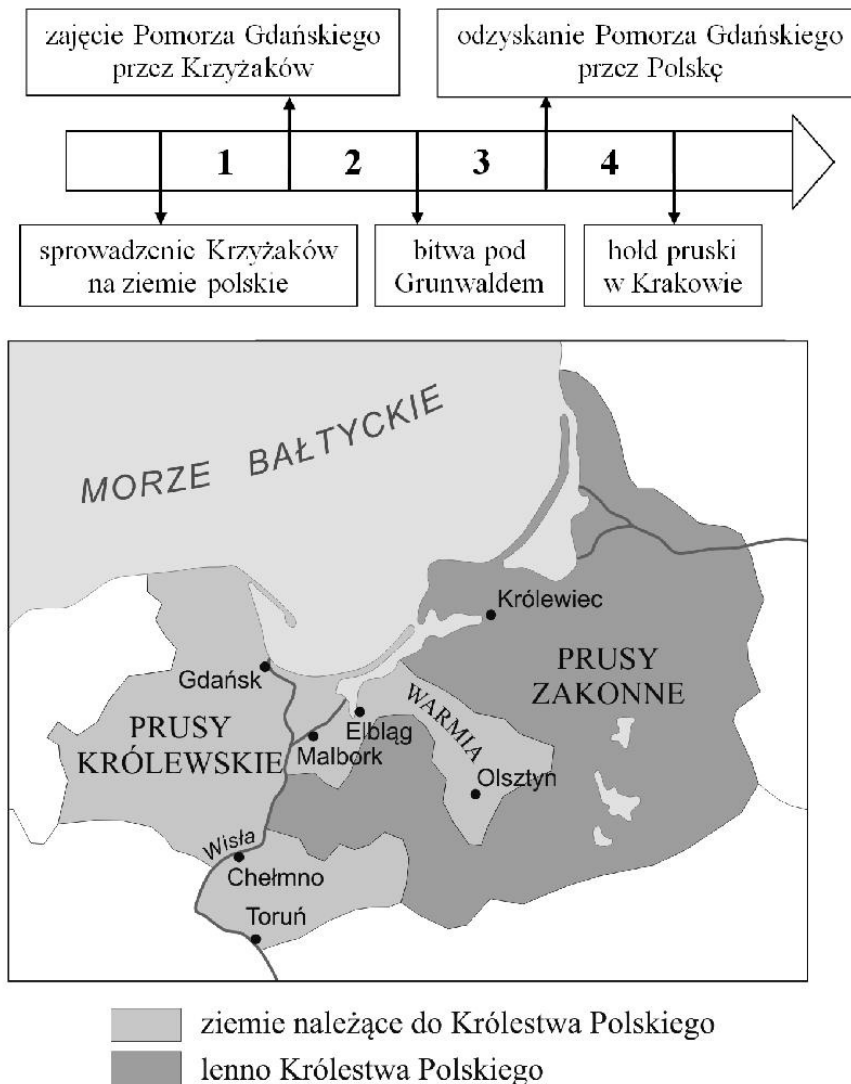 zajęcie Pomorza Gdańskiego
przez Krzyżaków
odzyskanie Pomorza Gdańskiego
przez Polskę
1
2
3
4
sprowadzenie Krzyżaków
na ziemie polskie
bitwa pod
Grunwaldem
hołd pruski
w Krakowie
MORZE BAŁTYCKIE
Królewiec
Gdańsk
PRUSY
ZAKONNE
WARMIA
PRUSY
KRÓLEWSKIE
Elbląg
Malbork
Olsztyn
Wisła
Chełmno
Toruń
ziemie należące do Królestwa Polskiego
lenno Królestwa Polskiego